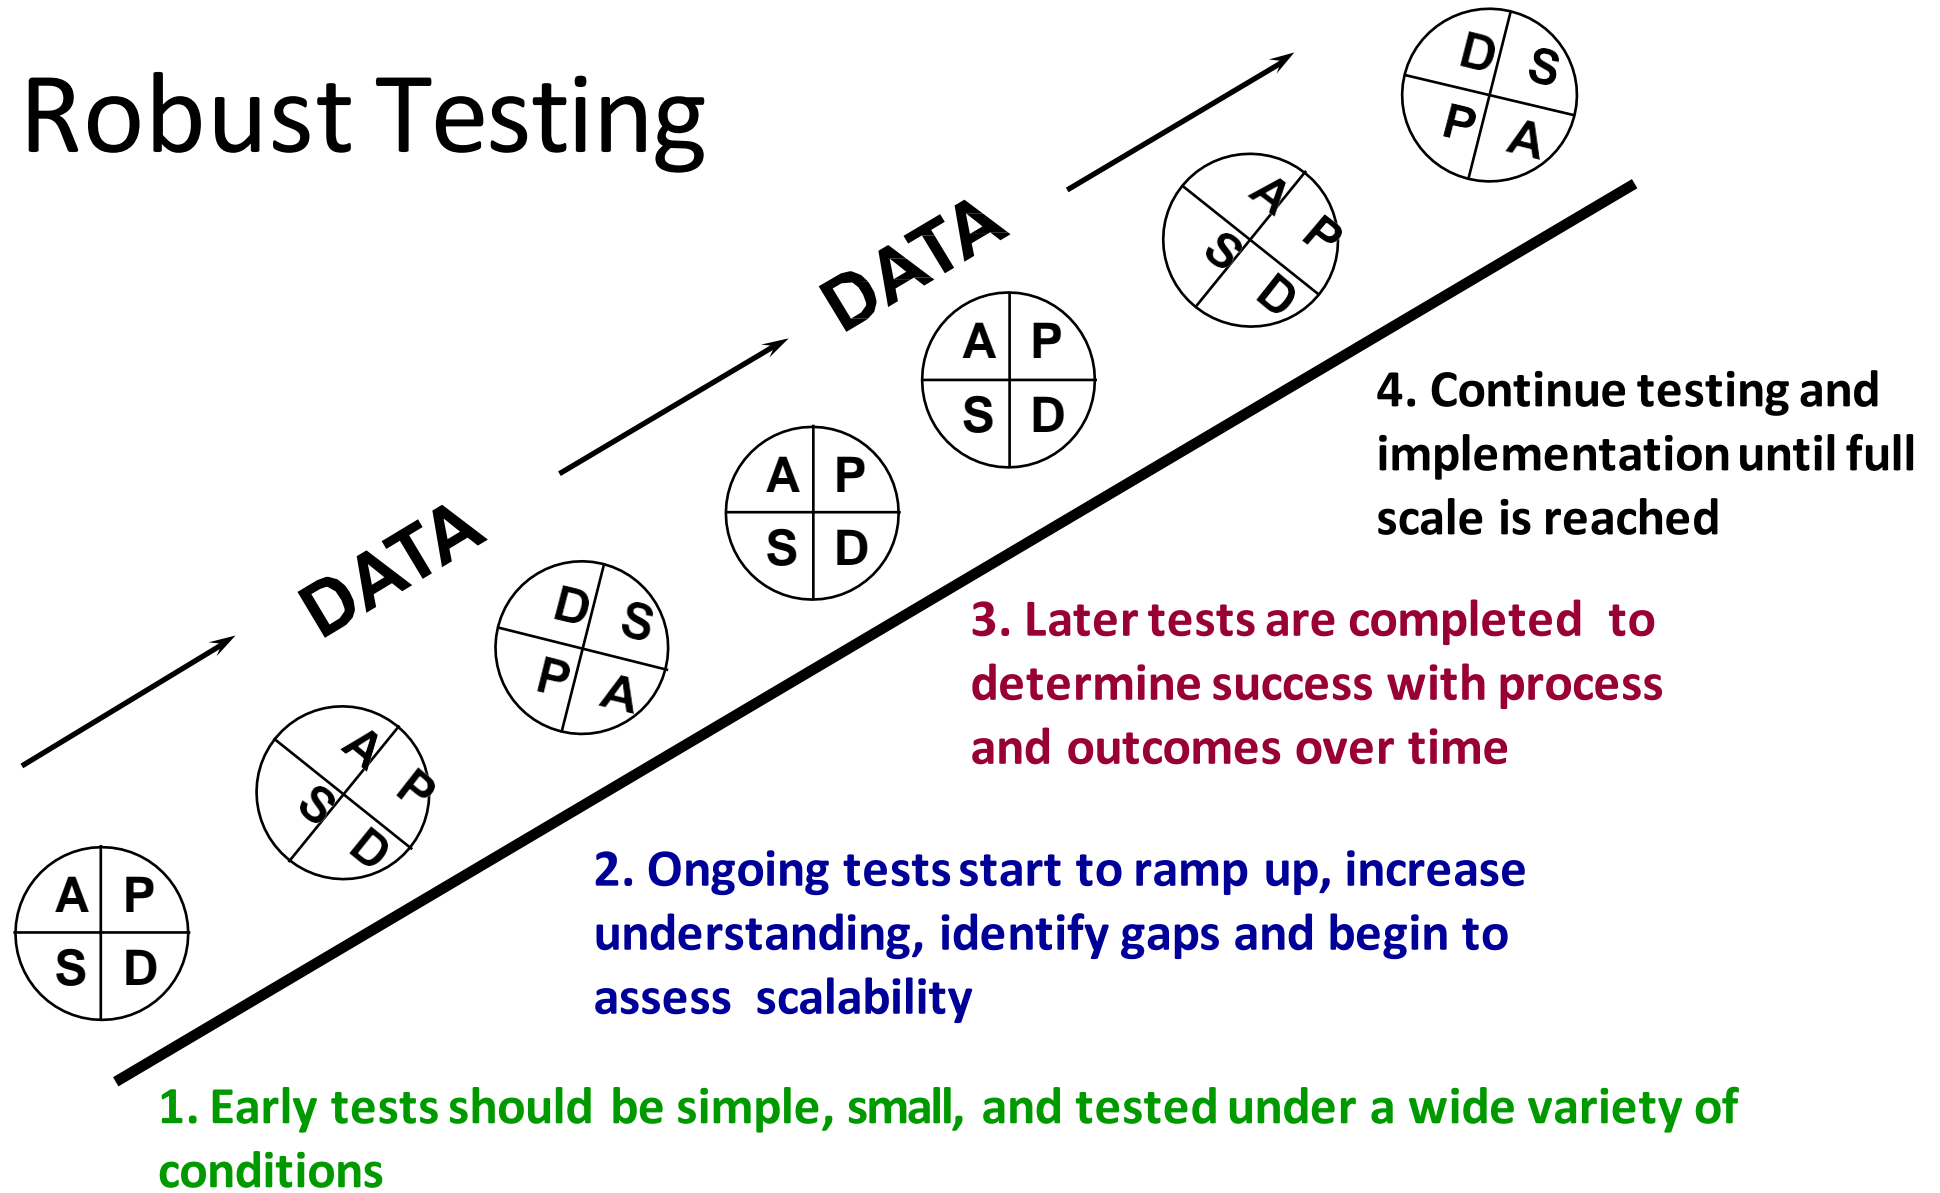 Robust Testing
D S
P A
A P
S D
DATA
A P
S D
A P
S D
DATA
D S
P A
A P
S D
A P
S D
4. Continue testing and
implementation until full
scale is reached
3. Later tests are completed to
determine success with process
and outcomes over time
2. Ongoing tests start to ramp up, increase
understanding, identify gaps and begin to
assess scalability
1. Early tests should be simple, small, and tested under a wide variety of
conditions